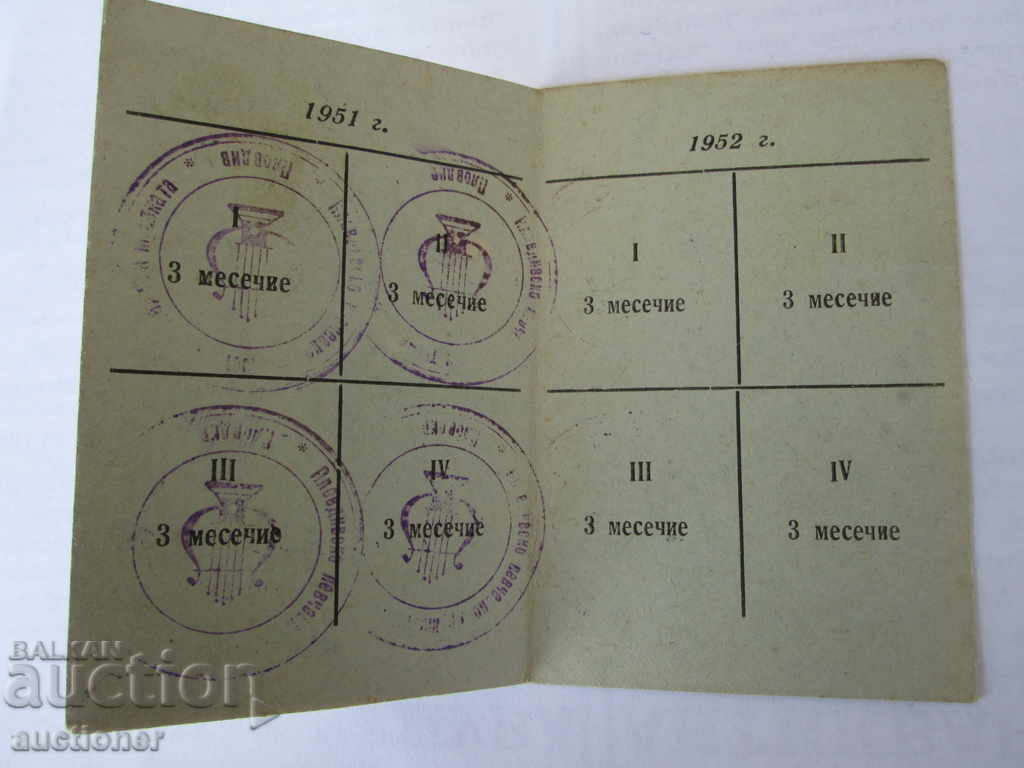 1951 г.
I
3 месечие
II
3 месечие
III
3 месечие
IV
3 месечие
1952 г.
I
3 месечие
II
3 месечие
III
3 месечие
IV
3 месечие
* Пловдив
Пловдив *
BALKAN
auction
auctioner